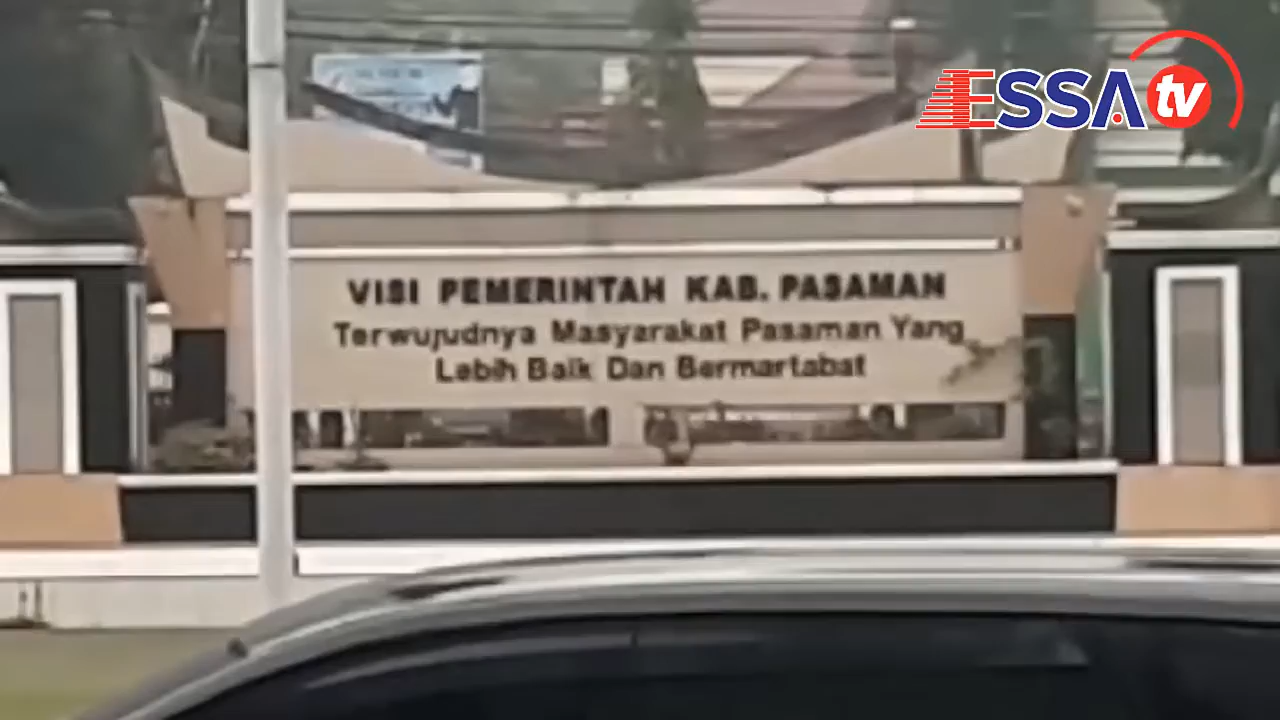 ESSA tv
VISI PEMERINTAH KAB. PASAMAN
Terwujudnya Masyarakat Pasaman Yang
Lebih Baik Dan Bermartabat